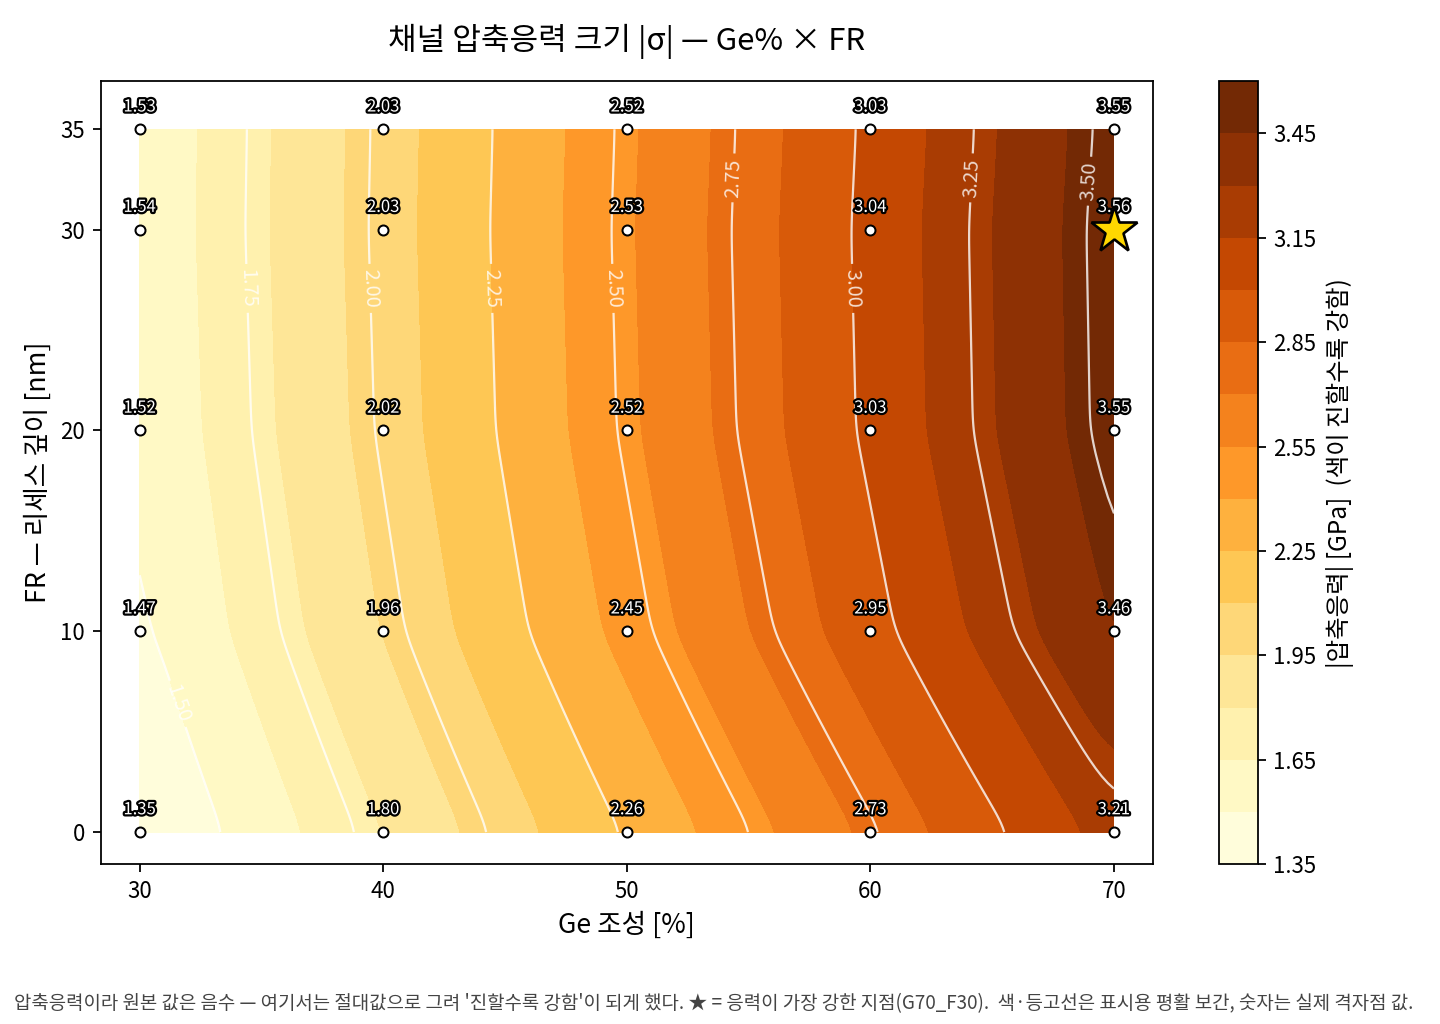 채널 압축응력 크기 |σ| — Ge% × FR
1.53 2.03 2.52 3.03 3.55
35
2.75 3.25 3.50
1.54 2.03 2.53 3.04 3.56
30
1.75 2.00 2.25 2.50 3.00
1.52 2.02 2.52 3.03 3.55
20
1.47 1.96 2.45 2.95 3.46
10
1.50
1.35 1.80 2.26 2.73 3.21
0
30 40 50 60 70
Ge 조성 [%]
FR — 리세스 깊이 [nm]
3.45
3.15
2.85
2.55
2.25
1.95
1.65
1.35
|압축응력| [GPa] (색이 진할수록 강함)
압축응력이라 원본 값은 음수 — 여기서는 절대값으로 그려 '진할수록 강함'이 되게 했다. ★ = 응력이 가장 강한 지점(G70_F30). 색·등고선은 표시용 평활 보간, 숫자는 실제 격자점 값.